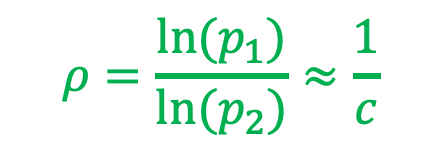 ρ = ln(p₁) / ln(p₂) ≈ 1 / c